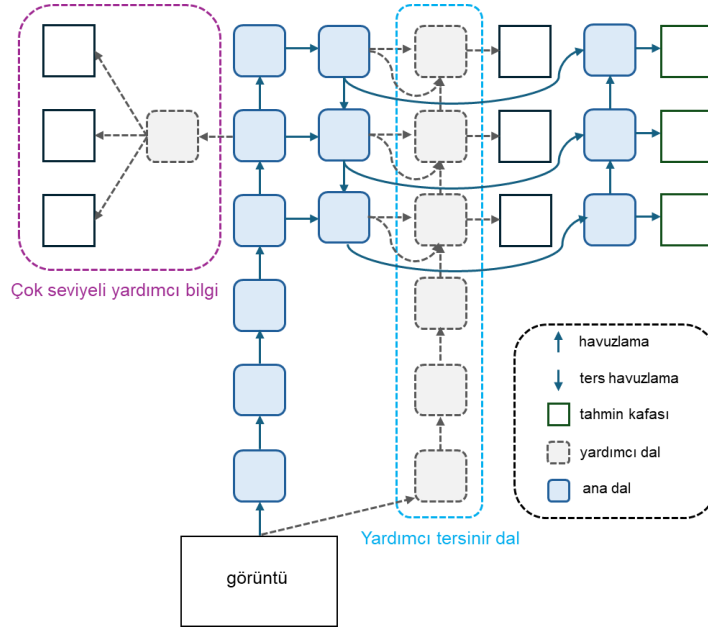 Çok seviyeli yardımcı bilgi
havuzlama
ters havuzlama
tahmin kafası
yardımcı dal
ana dal
Yardımcı tersinir dal
görüntü